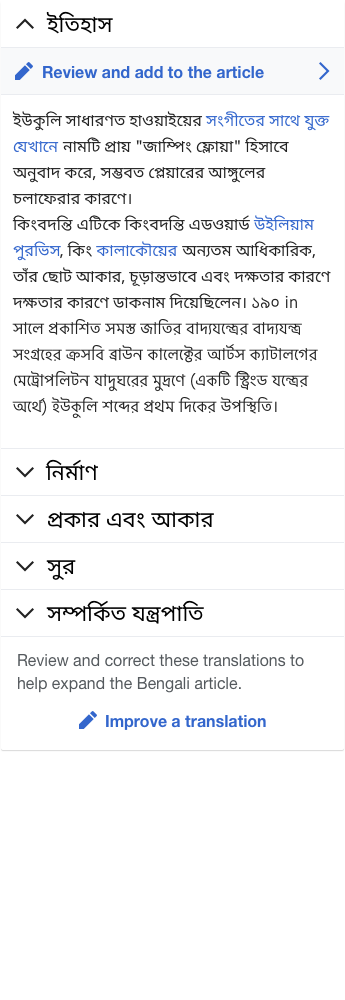 ইতিহাস
Review and add to the article
ইউকুলি সাধারণত হাওয়াইয়ের সংগীতের সাথে যুক্ত
যেখানে নামটি প্রায় "জাম্পিং ফ্লোয়া" হিসাবে
অনুবাদ করে, সম্ভবত প্লেয়ারের আঙ্গুলের
চলাফেরার কারণে।
কিংবদন্তি এটিকে কিংবদন্তি এডওয়ার্ড উইলিয়াম
পুরভিস, কিং কালাকৌয়ের অন্যতম আধিকারিক,
তাঁর ছোট আকার, চূড়ান্তভাবে এবং দক্ষতার কারণে
দক্ষতার কারণে ডাকনাম দিয়েছিলেন। ১৯০ in
সালে প্রকাশিত সমস্ত জাতির বাদ্যযন্ত্রের বাদ্যযন্ত্র
সংগ্রহের ক্রসবি ব্রাউন কালেক্টের আর্টস ক্যাটালগের
মেট্রোপলিটন যাদুঘরের মুদ্রণে (একটি স্ট্রিংড যন্ত্রের
অর্থে) ইউকুলি শব্দের প্রথম দিকের উপস্থিতি।
নির্মাণ
প্রকার এবং আকার
সুর
সম্পর্কিত যন্ত্রপাতি
Review and correct these translations to
help expand the Bengali article.
Improve a translation